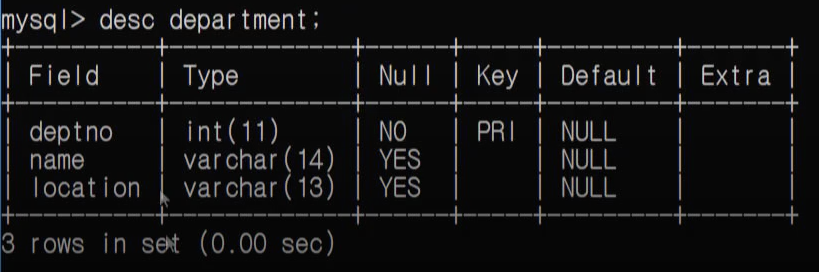 mysql> desc department;
+----------+-------------+------+-----+---------+-------+
| Field    | Type        | Null | Key | Default | Extra |
+----------+-------------+------+-----+---------+-------+
| deptno   | int(11)     | NO   | PRI | NULL    |       |
| name     | varchar(14) | YES  |     | NULL    |       |
| location | varchar(13) | YES  |     | NULL    |       |
+----------+-------------+------+-----+---------+-------+
3 rows in set (0.00 sec)